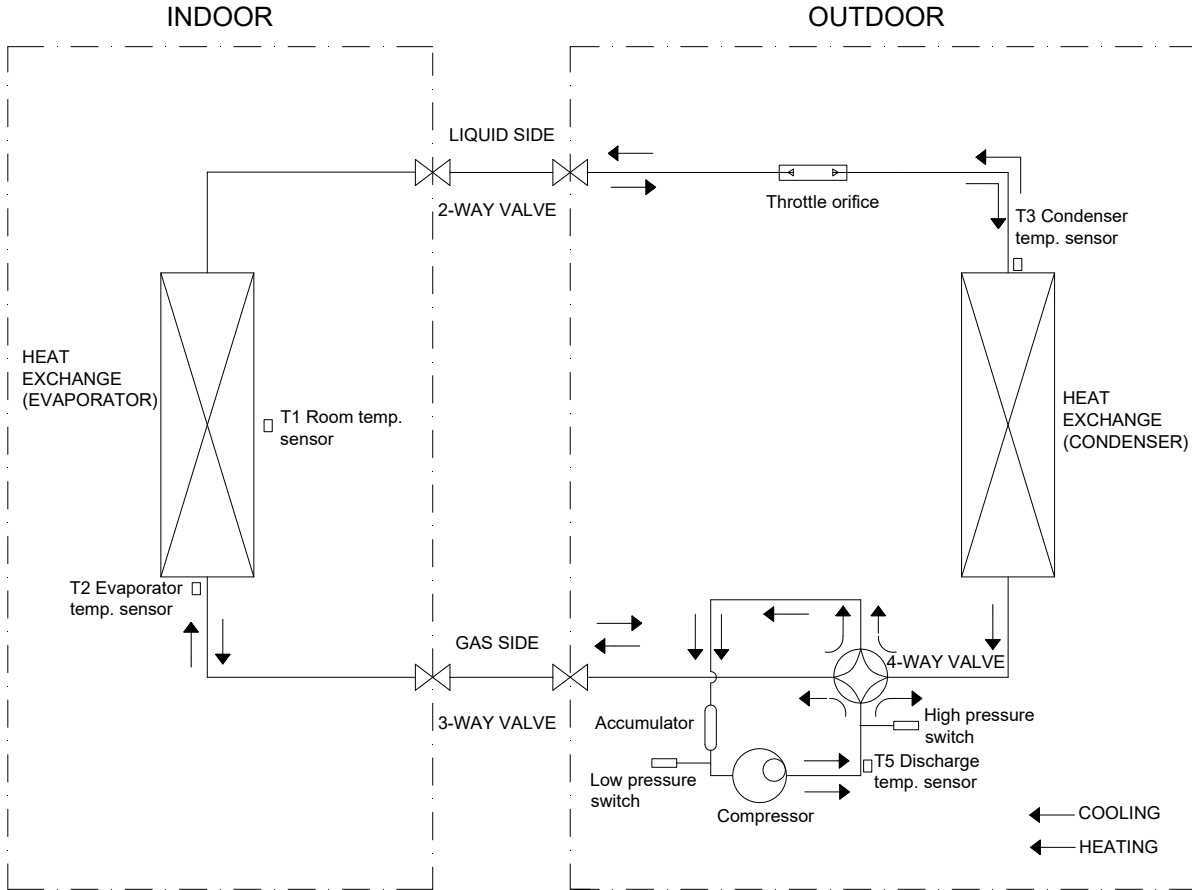 INDOOR
OUTDOOR
LIQUID SIDE
2-WAY VALVE
Throttle orifice
T3 Condenser
temp. sensor
HEAT
EXCHANGE
(EVAPORATOR)
T1 Room temp.
sensor
HEAT
EXCHANGE
(CONDENSER)
T2 Evaporator
temp. sensor
GAS SIDE
3-WAY VALVE
4-WAY VALVE
Accumulator
High pressure
switch
Low pressure
switch
T5 Discharge
temp. sensor
Compressor
COOLING
HEATING